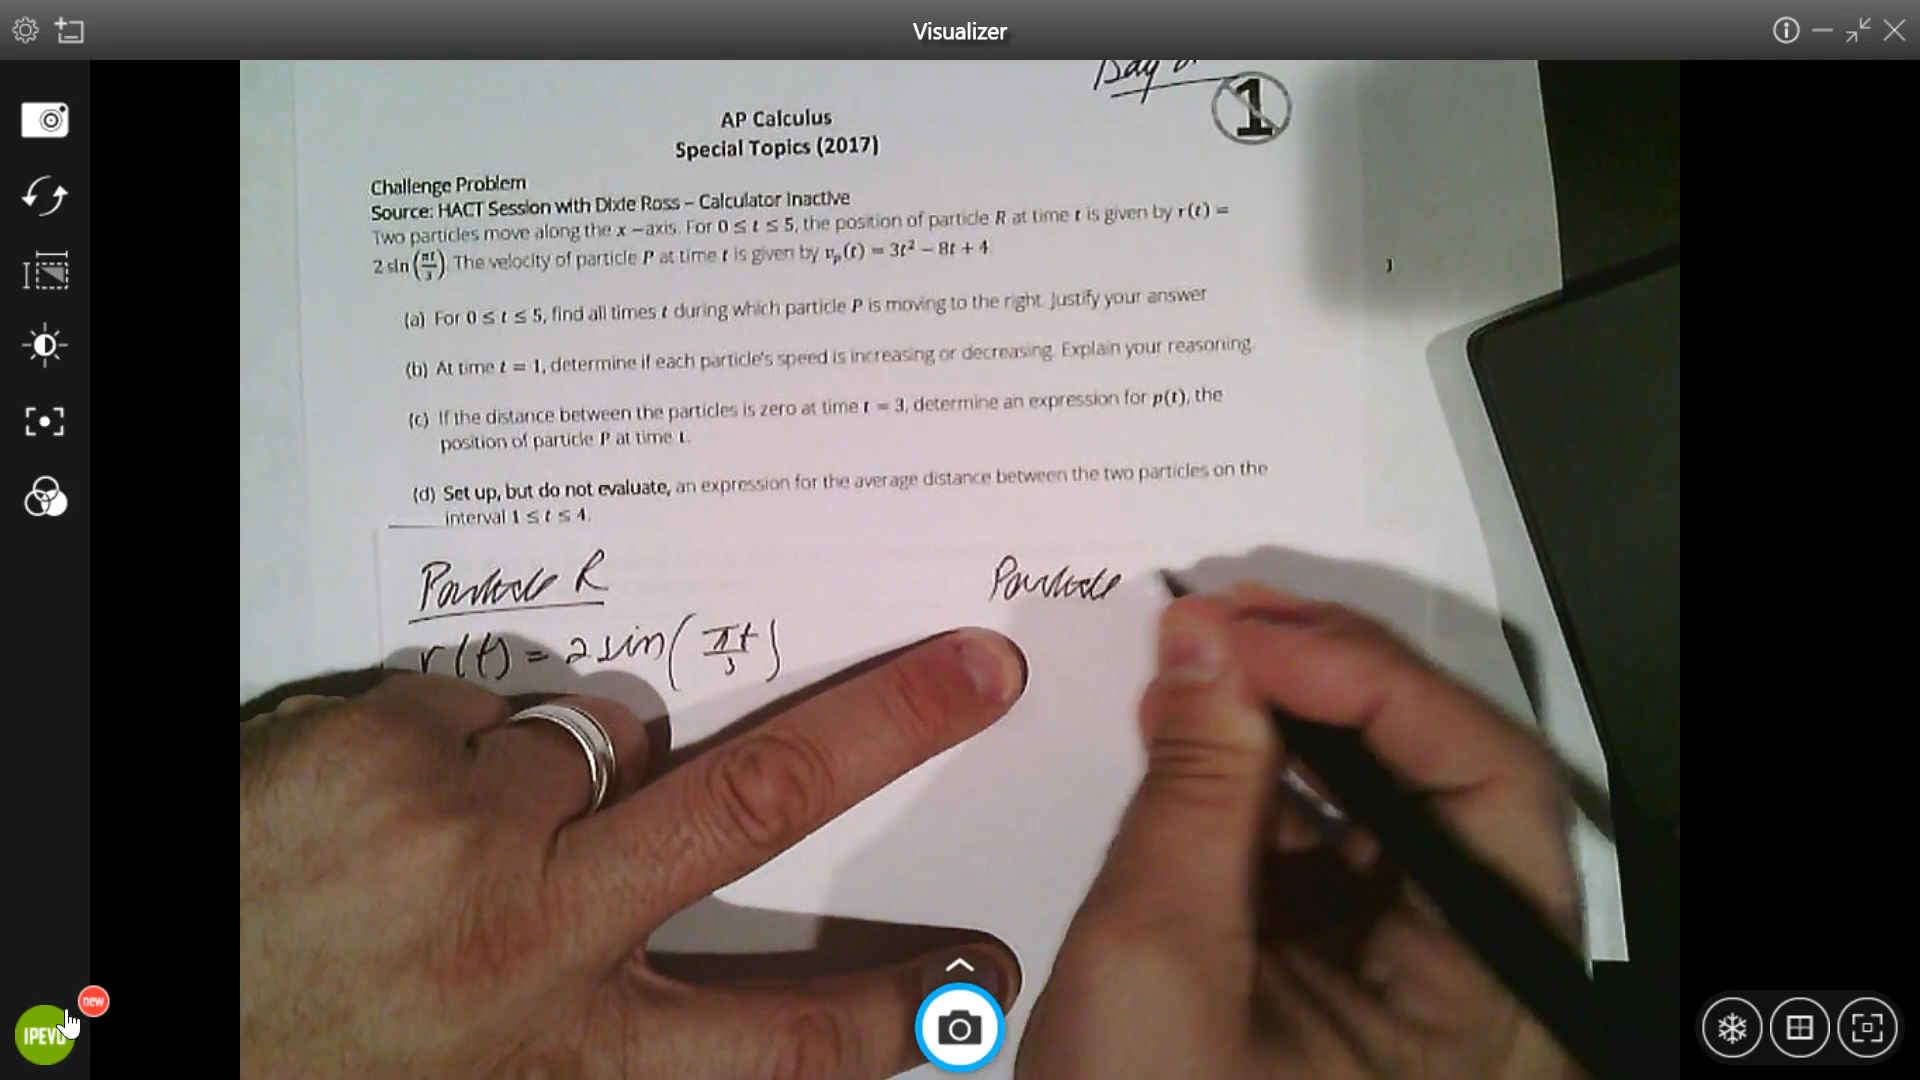 Visualizer
Day
1
AP Calculus
Special Topics (2017)
Challenge Problem
Source: HACT Session with Dixie Ross – Calculator Inactive
Two particles move along the x –axis. For 0 ≤ t ≤ 5, the position of particle R at time t is given by r(t) =
2 sin(πt/3). The velocity of particle P at time t is given by vₚ(t) = 3t² – 8t + 4.
(a) For 0 ≤ t ≤ 5, find all times t during which particle P is moving to the right. Justify your answer
(b) At time t = 1, determine if each particle's speed is increasing or decreasing. Explain your reasoning.
(c) If the distance between the particles is zero at time t = 3, determine an expression for p(t), the
position of particle P at time t.
(d) Set up, but do not evaluate, an expression for the average distance between the two particles on the
interval 1 ≤ t ≤ 4.
Particle R
Particle
r(t) = 2 sin(πt/3)
new
IPEVO